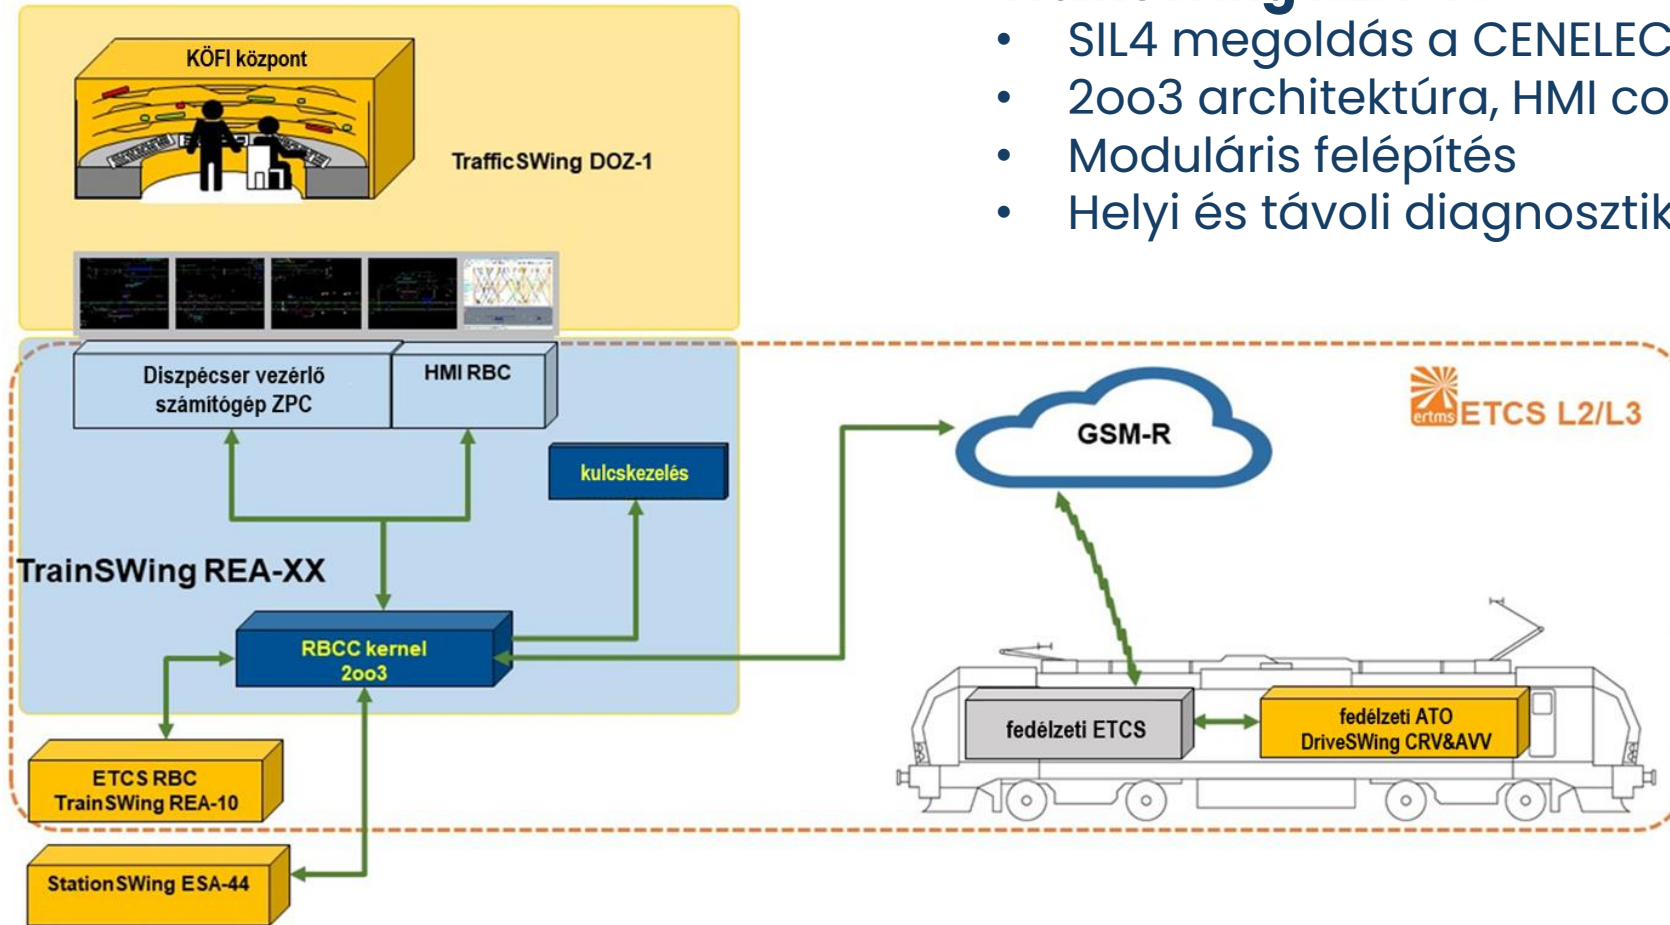 • SIL4 megoldás a CENELEC
• 2oo3 architektúra, HMI co
• Moduláris felépítés
• Helyi és távoli diagnosztik
KÖFI központ
TrafficSWing DOZ-1
Diszpécser vezérlő
számítógép ZPC
HMI RBC
kulcskezelés
TrainSWing REA-XX
RBCC kernel
2oo3
ETCS RBC
TrainSWing REA-10
StationSWing ESA-44
GSM-R
ertms
ETCS L2/L3
fedélzeti ETCS
fedélzeti ATO
DriveSWing CRV&AVV